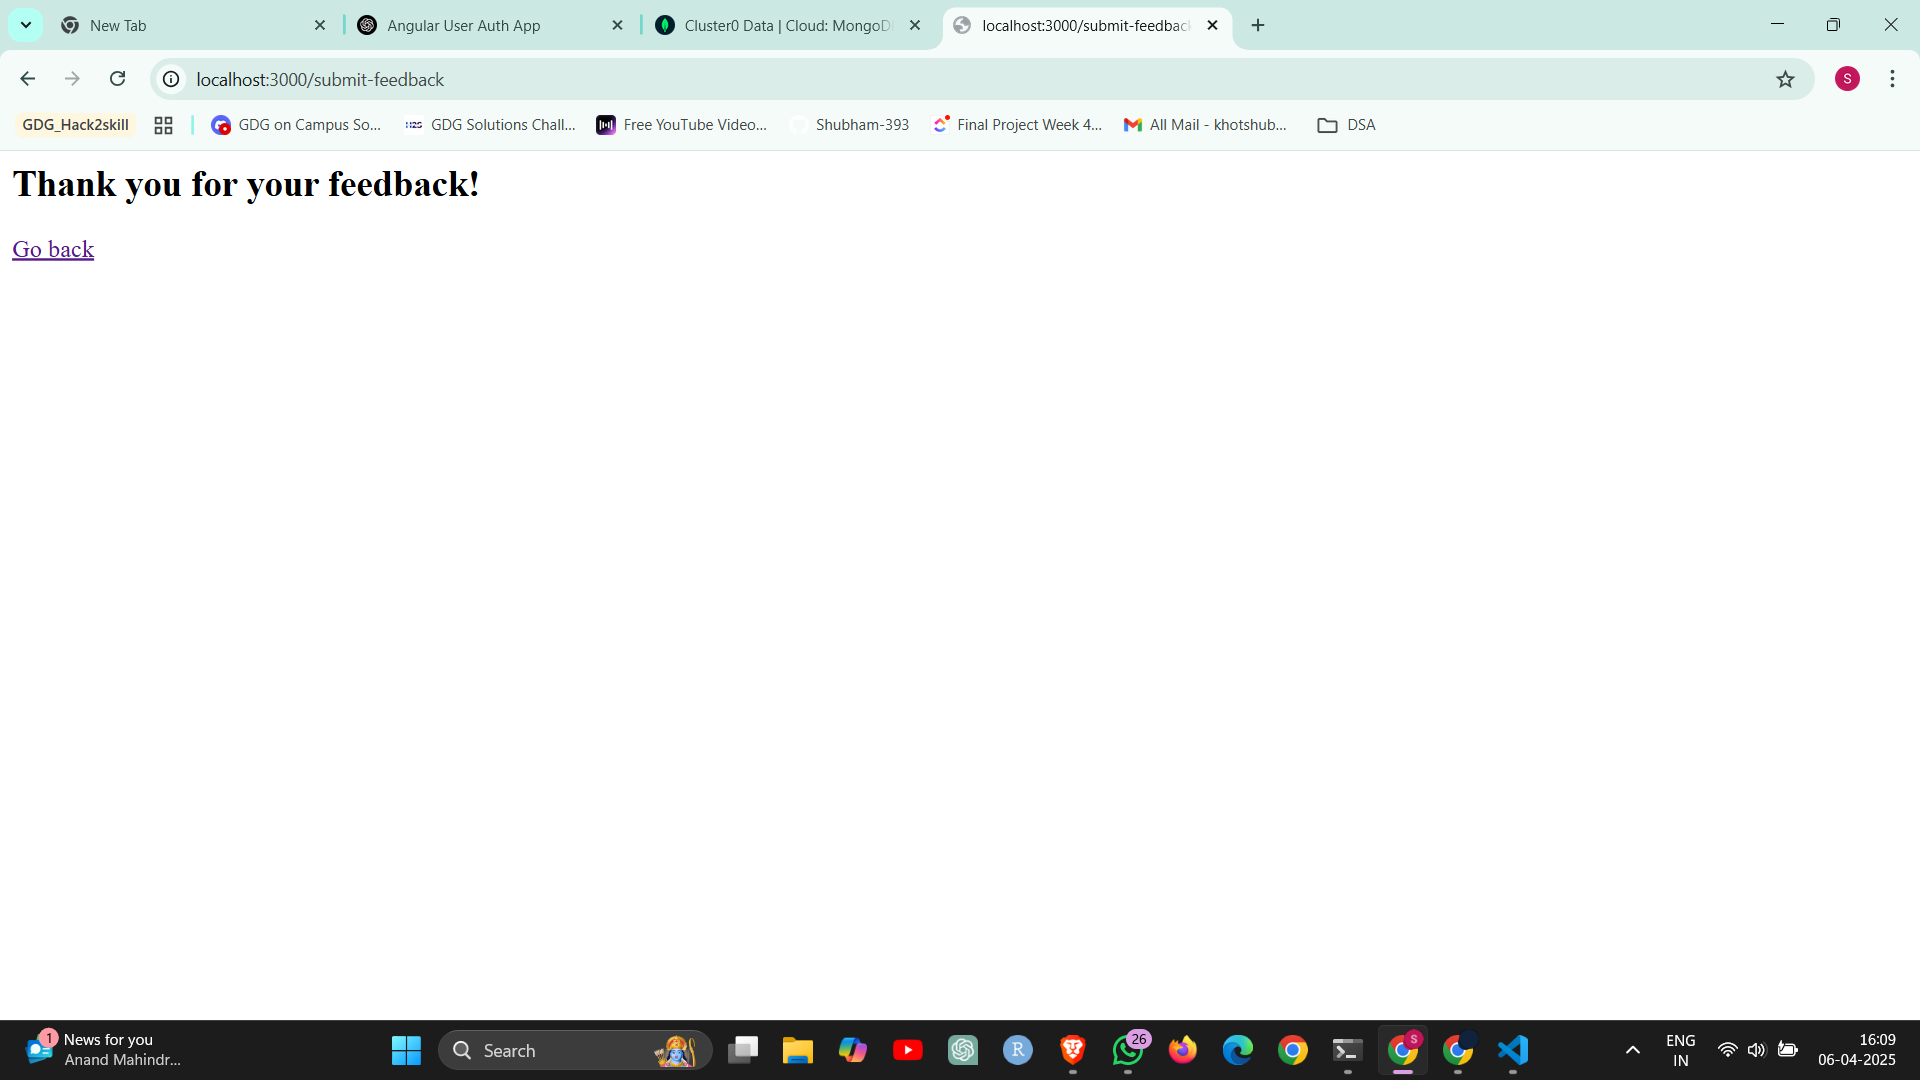 New Tab
Angular User Auth App
Cluster0 Data | Cloud: MongoD
localhost:3000/submit-feedback
localhost:3000/submit-feedback
S
GDG_Hack2skill
GDG on Campus So...
H2S
GDG Solutions Chall...
Free YouTube Video...
Shubham-393
Final Project Week 4...
All Mail - khotshub...
DSA
Thank you for your feedback!
Go back
1
News for you
Anand Mahindr...
Search
R
26
S
ENG
IN
16:09
06-04-2025